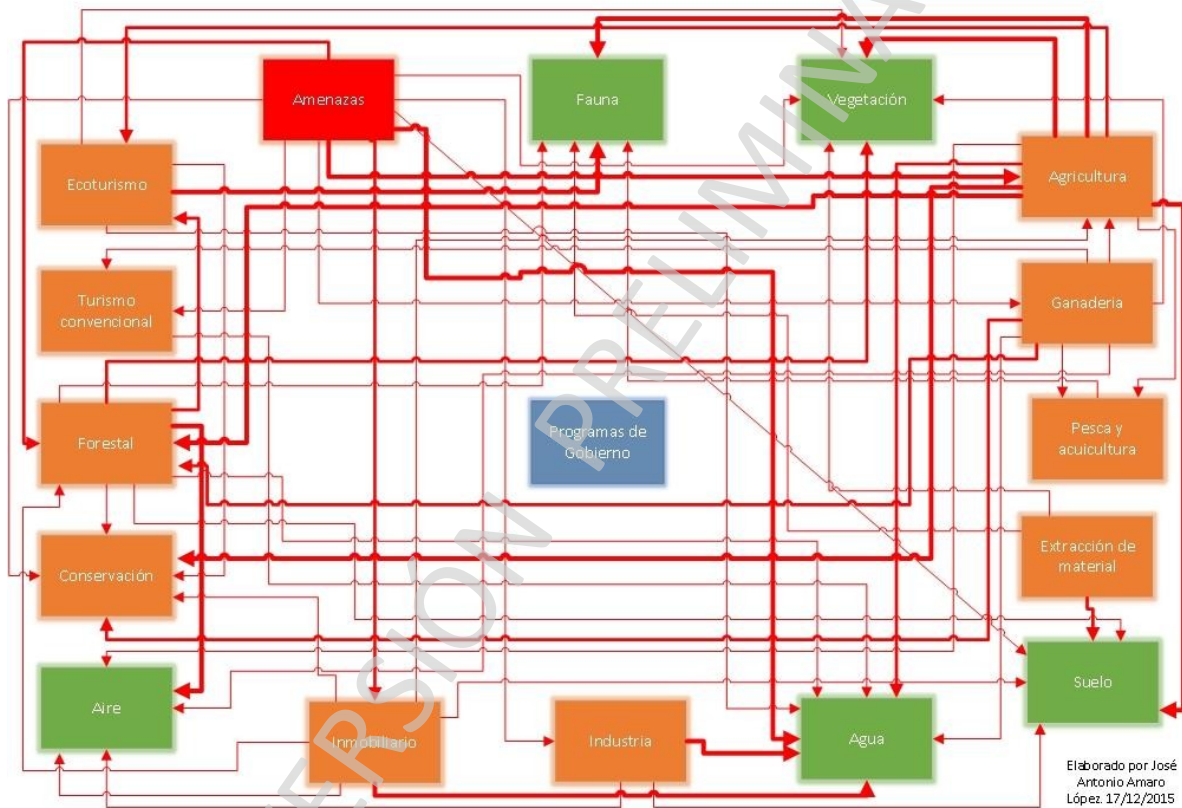 Amenazas
Fauna
Vegetación
Ecoturismo
Agricultura
Turismo
convencional
Ganaderia
Forestal
Programas de
Gobierno
Pesca y
acuicultura
Conservación
Extracción de
material
Aire
Inmobiliario
Industria
Agua
Suelo
Elaborado por José
Antonio Amaro
López 17/12/2015
VERSIÓN PRELIMINA